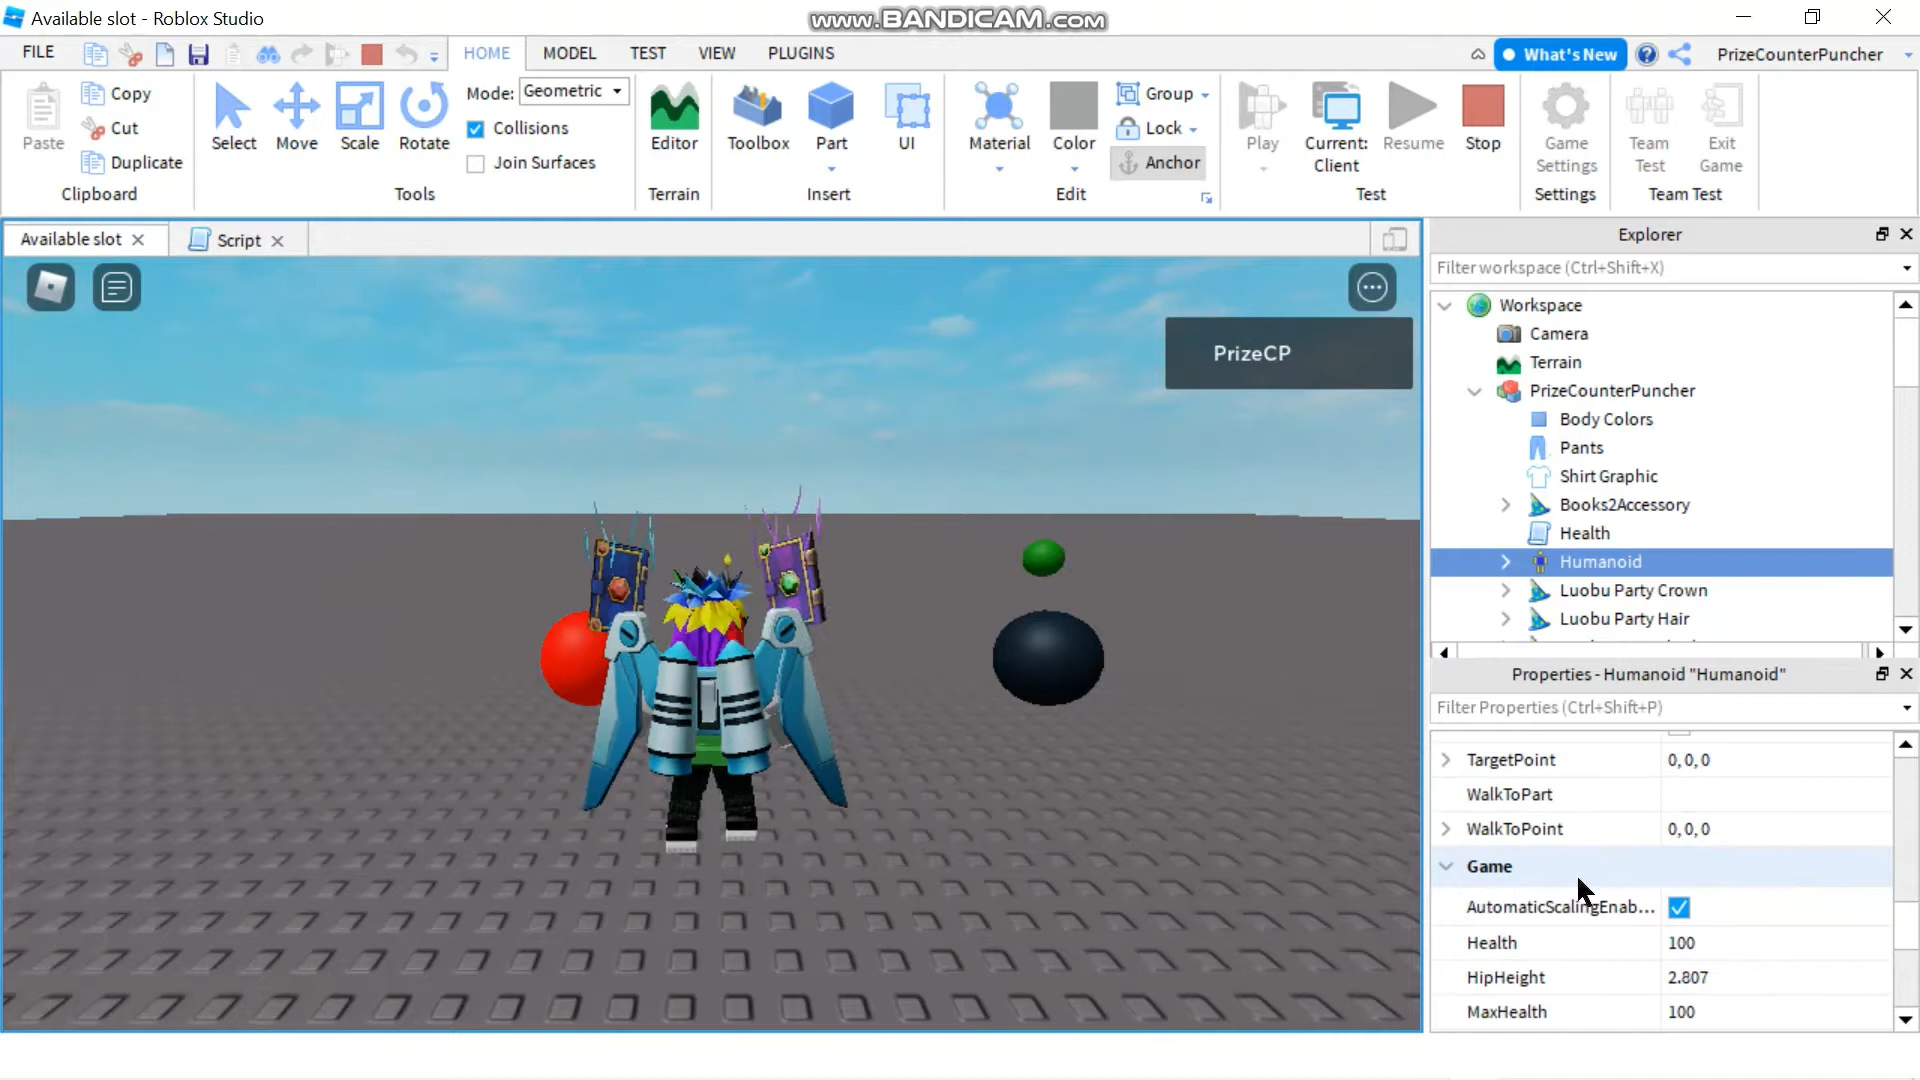 Available slot - Roblox Studio
www.BANDICAM.com
FILE
HOME
MODEL
TEST
VIEW
PLUGINS
What's New
PrizeCounterPuncher
Paste
Copy
Cut
Duplicate
Clipboard
Select
Move
Scale
Rotate
Mode: Geometric
Collisions
Join Surfaces
Tools
Editor
Terrain
Toolbox
Part
UI
Insert
Material
Color
Group
Lock
Anchor
Edit
Play
Current:
Client
Resume
Stop
Test
Game
Settings
Settings
Team
Test
Exit
Game
Team Test
Available slot
Script
PrizeCP
Explorer
Filter workspace (Ctrl+Shift+X)
Workspace
Camera
Terrain
PrizeCounterPuncher
Body Colors
Pants
Shirt Graphic
Books2Accessory
Health
Humanoid
Luobu Party Crown
Luobu Party Hair
Properties - Humanoid "Humanoid"
Filter Properties (Ctrl+Shift+P)
TargetPoint 0, 0, 0
WalkToPart
WalkToPoint 0, 0, 0
Game
AutomaticScalingEnab...
Health 100
HipHeight 2.807
MaxHealth 100